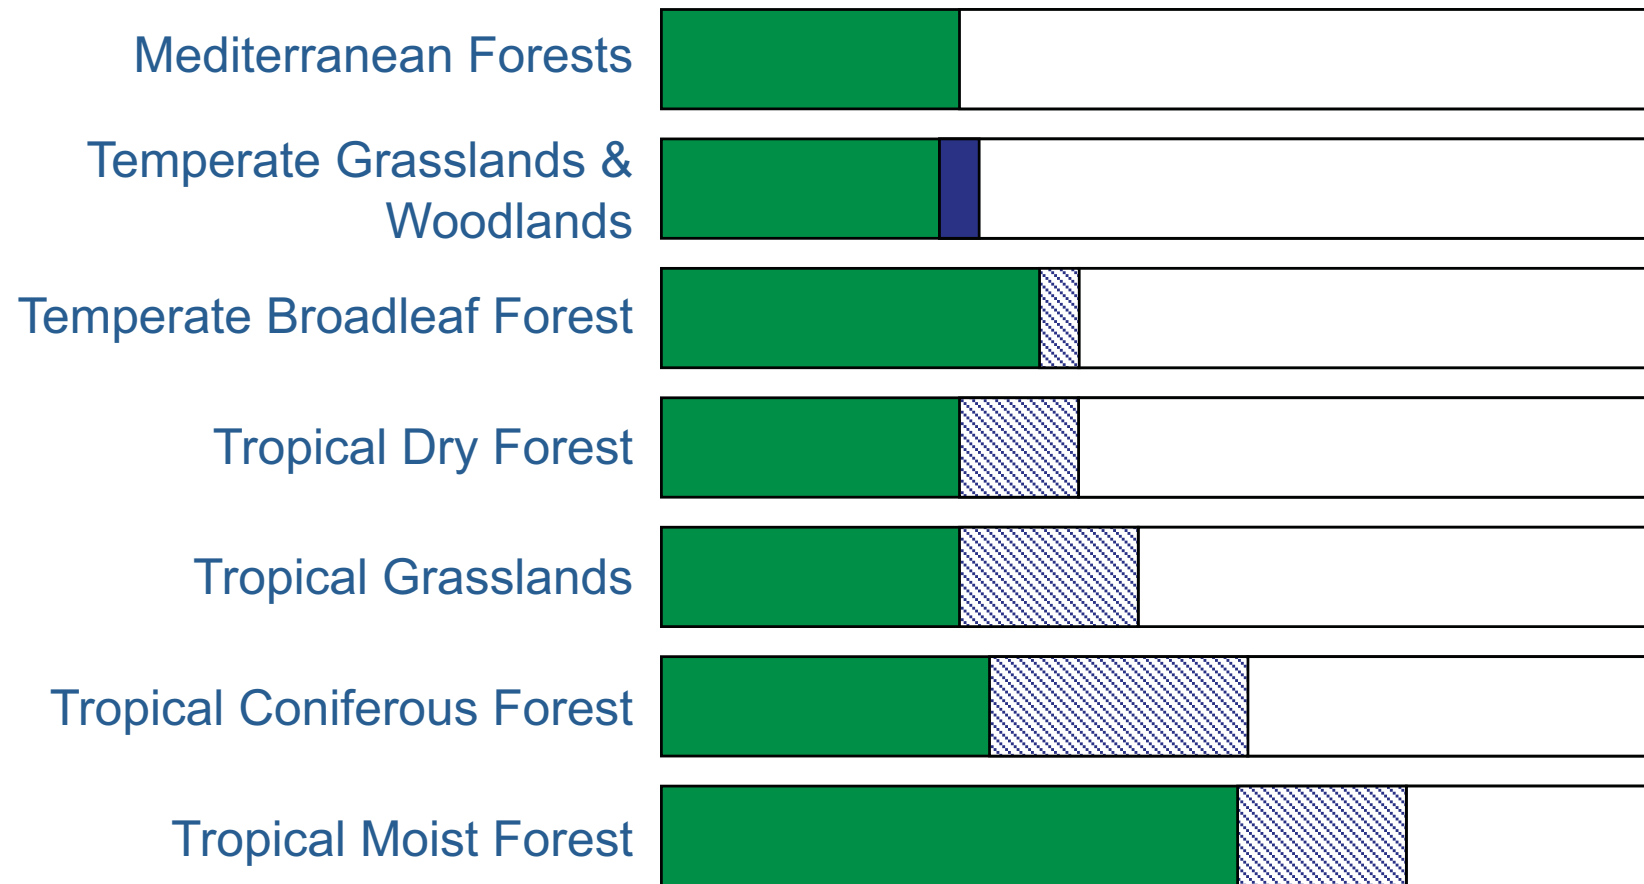 Mediterranean Forests
Temperate Grasslands &
Woodlands
Temperate Broadleaf Forest
Tropical Dry Forest
Tropical Grasslands
Tropical Coniferous Forest
Tropical Moist Forest